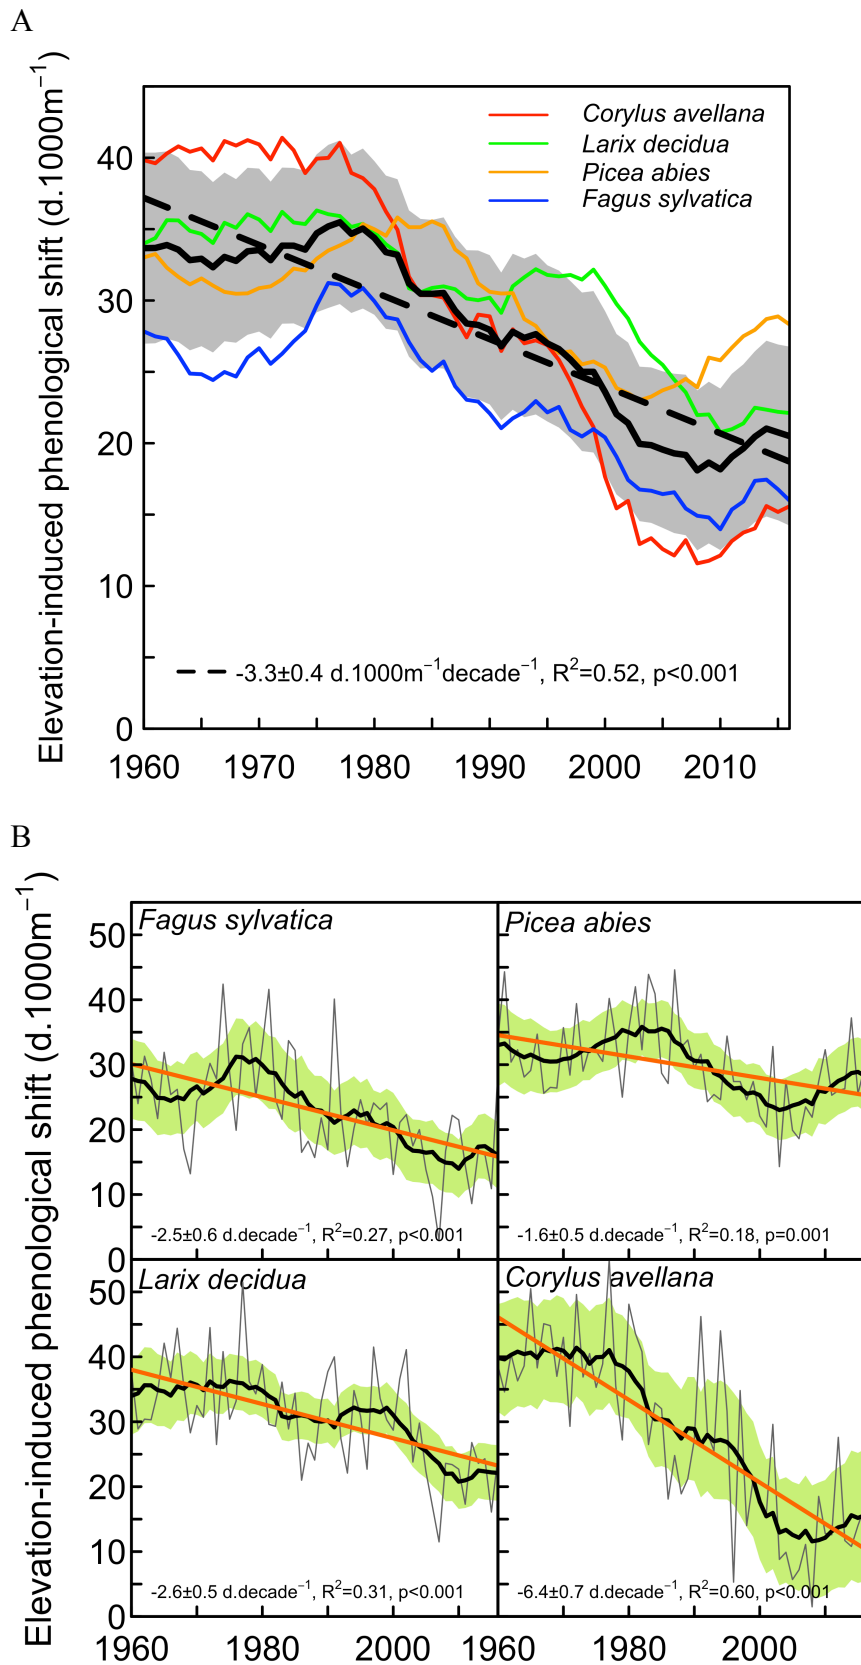 A
Elevation-induced phenological shift (d.1000m⁻¹)
Corylus avellana
Larix decidua
Picea abies
Fagus sylvatica
40
30
20
10
0
-3.3±0.4 d.1000m⁻¹decade⁻¹, R²=0.52, p<0.001
1960 1970 1980 1990 2000 2010
B
Elevation-induced phenological shift (d.1000m⁻¹)
Fagus sylvatica
Picea abies
50
40
30
20
10
0
-2.5±0.6 d.decade⁻¹, R²=0.27, p<0.001
-1.6±0.5 d.decade⁻¹, R²=0.18, p=0.001
Larix decidua
Corylus avellana
50
40
30
20
10
0
-2.6±0.5 d.decade⁻¹, R²=0.31, p<0.001
-6.4±0.7 d.decade⁻¹, R²=0.60, p<0.001
1960 1980 2000 1960 1980 2000